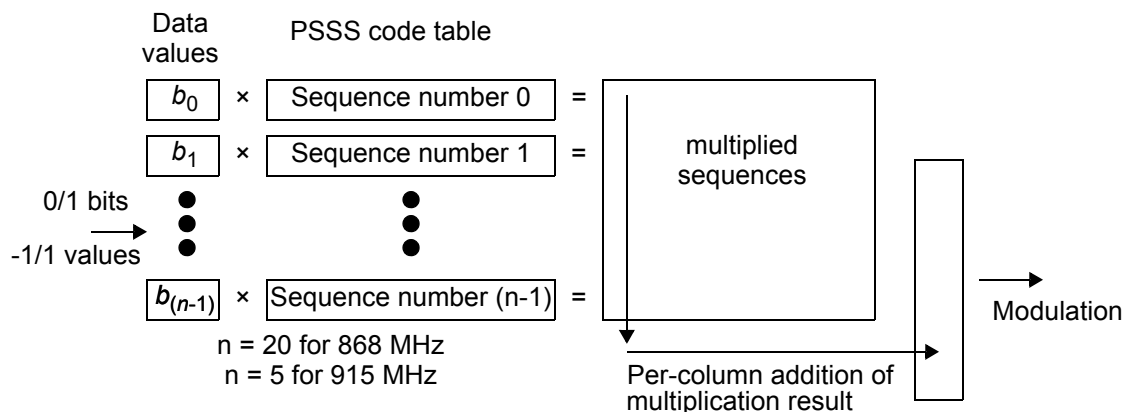 Data
values
PSSS code table
b0 × Sequence number 0 =
b1 × Sequence number 1 =
multiplied
sequences
0/1 bits
-1/1 values
b(n-1) × Sequence number (n-1) =
Modulation
n = 20 for 868 MHz
n = 5 for 915 MHz
Per-column addition of
multiplication result